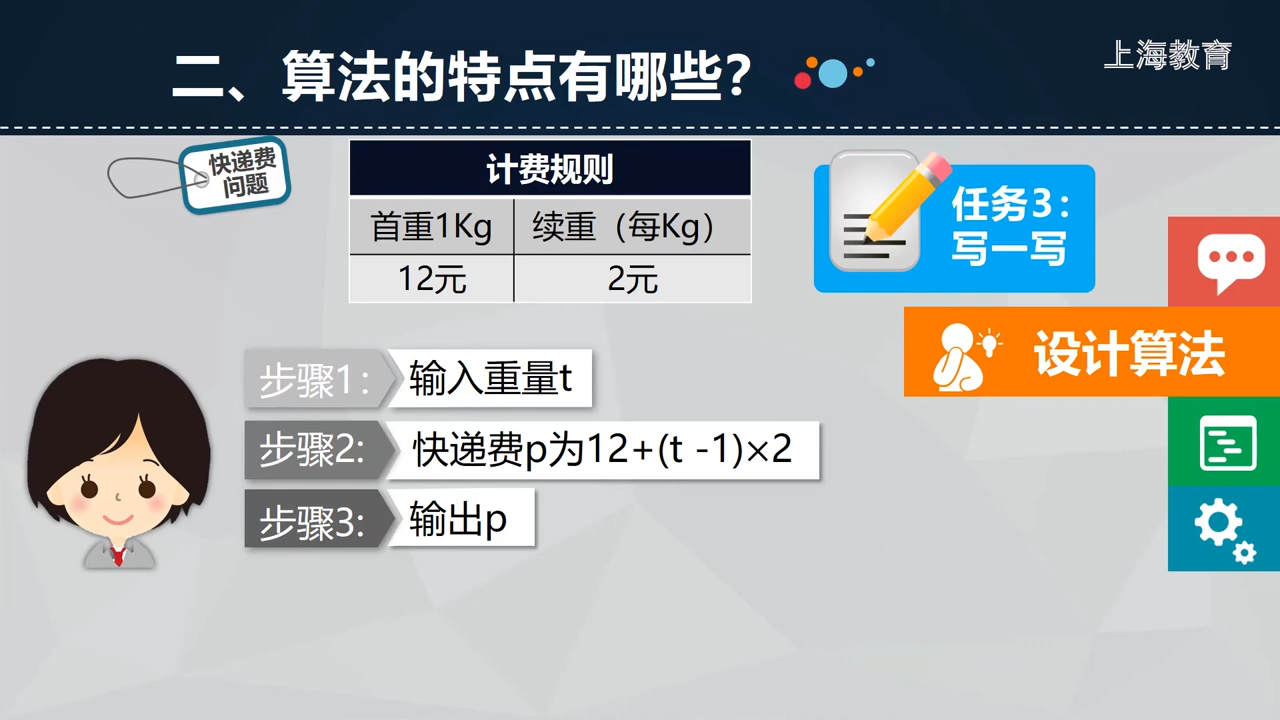 二、算法的特点有哪些？
上海教育
快递费
问题
计费规则
首重1Kg 续重（每Kg）
12元 2元
任务3：
写一写
设计算法
步骤1： 输入重量t
步骤2: 快递费p为12+(t -1)×2
步骤3: 输出p